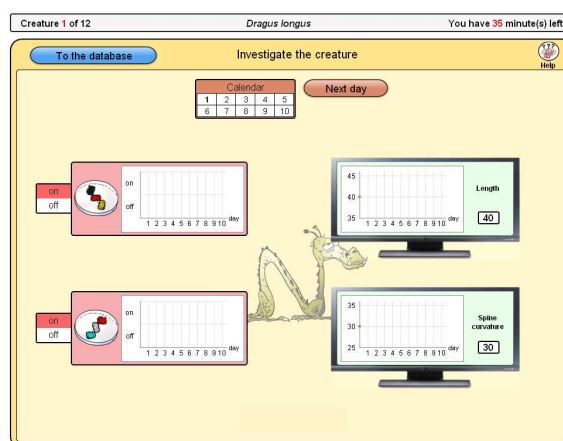 Creature 1 of 12
Dragus longus
You have 35 minute(s) left
To the database
Investigate the creature
???
Help
Calendar
1 2 3 4 5
6 7 8 9 10
Next day
on
off
on
off
1 2 3 4 5 6 7 8 9 10 day
45
40
35
1 2 3 4 5 6 7 8 9 10 day
Length
40
on
off
on
off
1 2 3 4 5 6 7 8 9 10 day
35
30
25
1 2 3 4 5 6 7 8 9 10 day
Spine
curvature
30